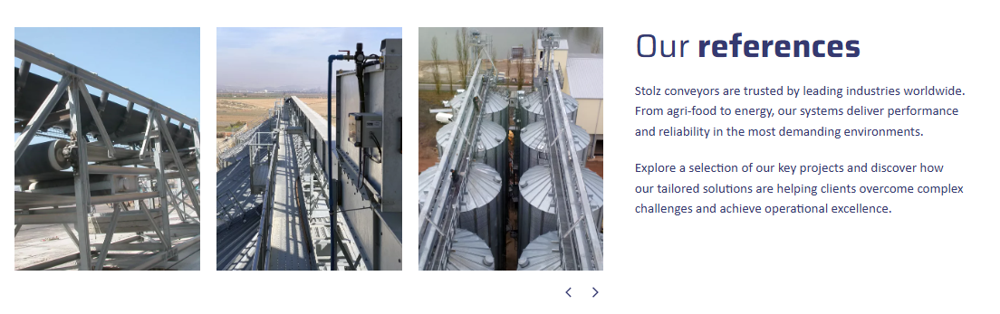 Our references
Stolz conveyors are trusted by leading industries worldwide.
From agri-food to energy, our systems deliver performance
and reliability in the most demanding environments.
Explore a selection of our key projects and discover how
our tailored solutions are helping clients overcome complex
challenges and achieve operational excellence.